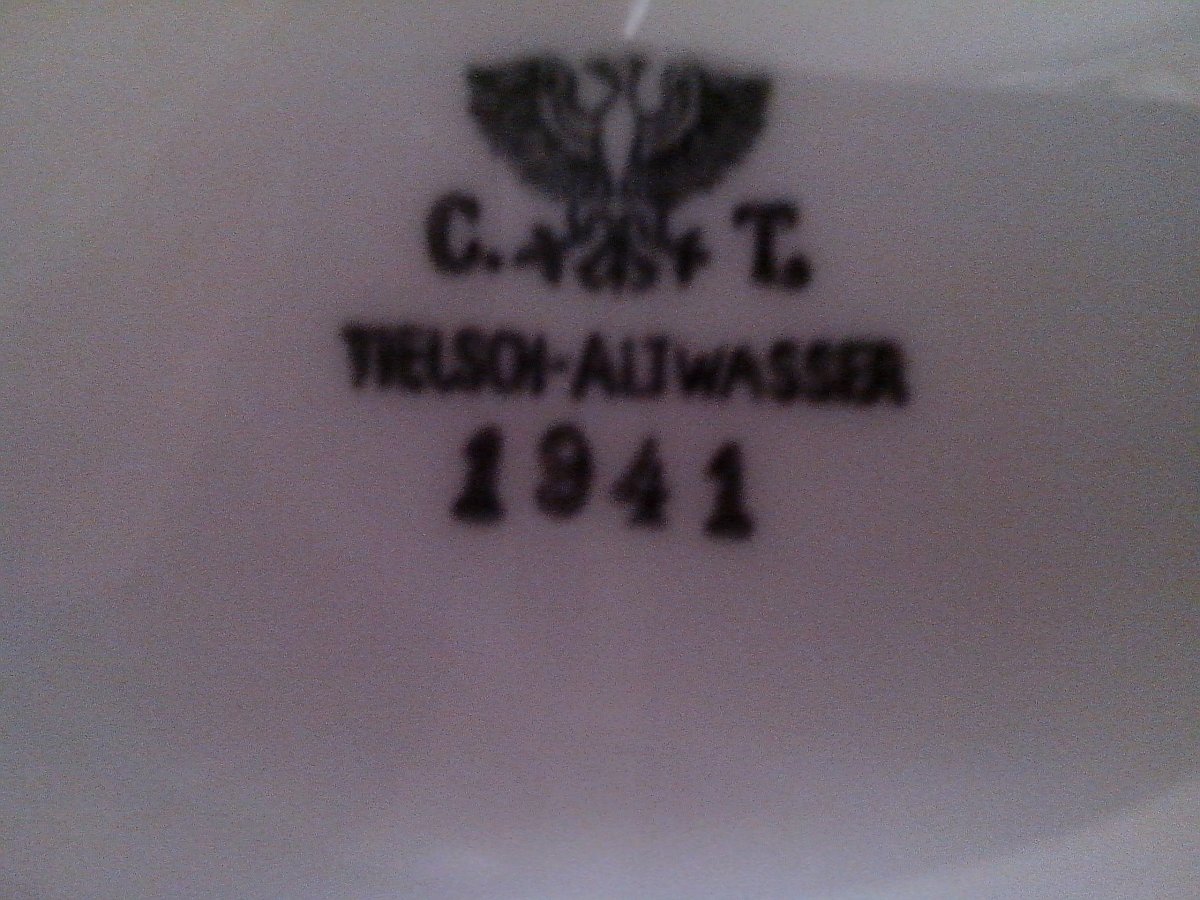 C. T.
TIELSCH-ALTWASSER
1941